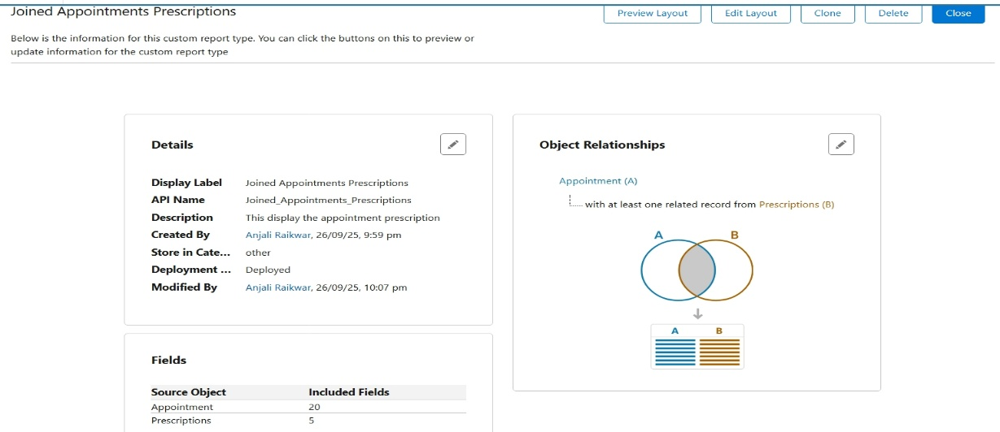 Joined Appointments Prescriptions
Preview Layout
Edit Layout
Clone
Delete
Close
Below is the information for this custom report type. You can click the buttons on this to preview or
update information for the custom report type
Details
Display Label Joined Appointments Prescriptions
API Name Joined_Appointments_Prescriptions
Description This display the appointment prescription
Created By Anjali Raikwar, 26/09/25, 9:59 pm
Store in Cate... other
Deployment ... Deployed
Modified By Anjali Raikwar, 26/09/25, 10:07 pm
Object Relationships
Appointment (A)
with at least one related record from Prescriptions (B)
A B
A B
Fields
Source Object Included Fields
Appointment 20
Prescriptions 5